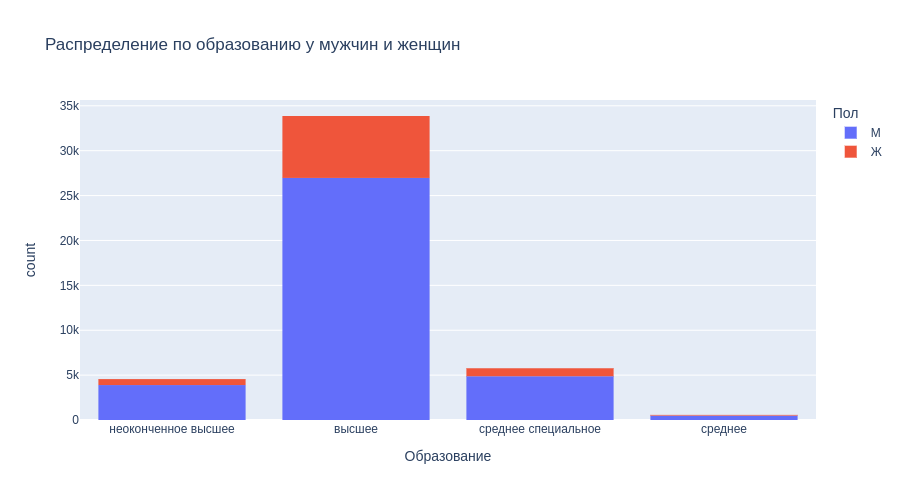 Распределение по образованию у мужчин и женщин
Пол
М
Ж
35k
30k
25k
20k
15k
10k
5k
0
count
неоконченное высшее
высшее
среднее специальное
среднее
Образование